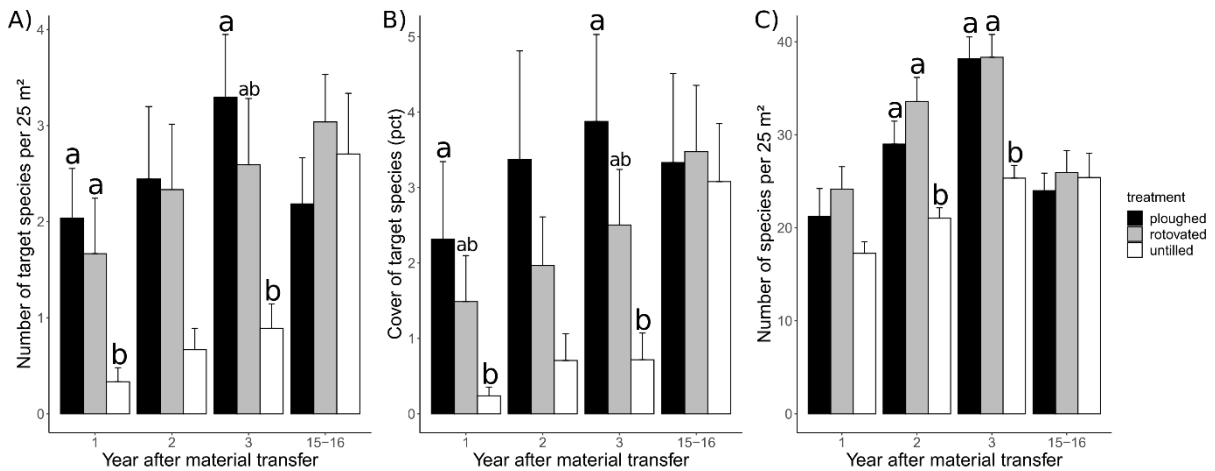 A)
Number of target species per 25 m²
4
3
2
1
0
a
a
b
a
ab
b
1
2
3
15−16
Year after material transfer
B)
Cover of target species (pct)
5
4
3
2
1
0
a
ab
b
a
ab
b
1
2
3
15−16
Year after material transfer
C)
Number of species per 25 m²
40
30
20
10
0
a
a
b
a
a
b
1
2
3
15−16
Year after material transfer
treatment
ploughed
rotovated
untilled